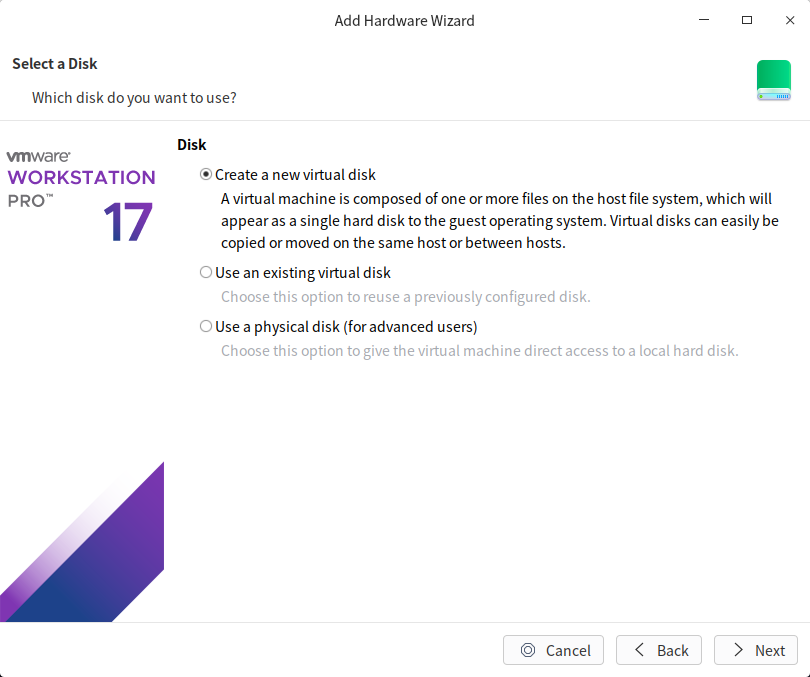 Add Hardware Wizard
Select a Disk
Which disk do you want to use?
vmware®
WORKSTATION
PRO™
17
Disk
Create a new virtual disk
A virtual machine is composed of one or more files on the host file system, which will
appear as a single hard disk to the guest operating system. Virtual disks can easily be
copied or moved on the same host or between hosts.
Use an existing virtual disk
Choose this option to reuse a previously configured disk.
Use a physical disk (for advanced users)
Choose this option to give the virtual machine direct access to a local hard disk.
Cancel
Back
Next